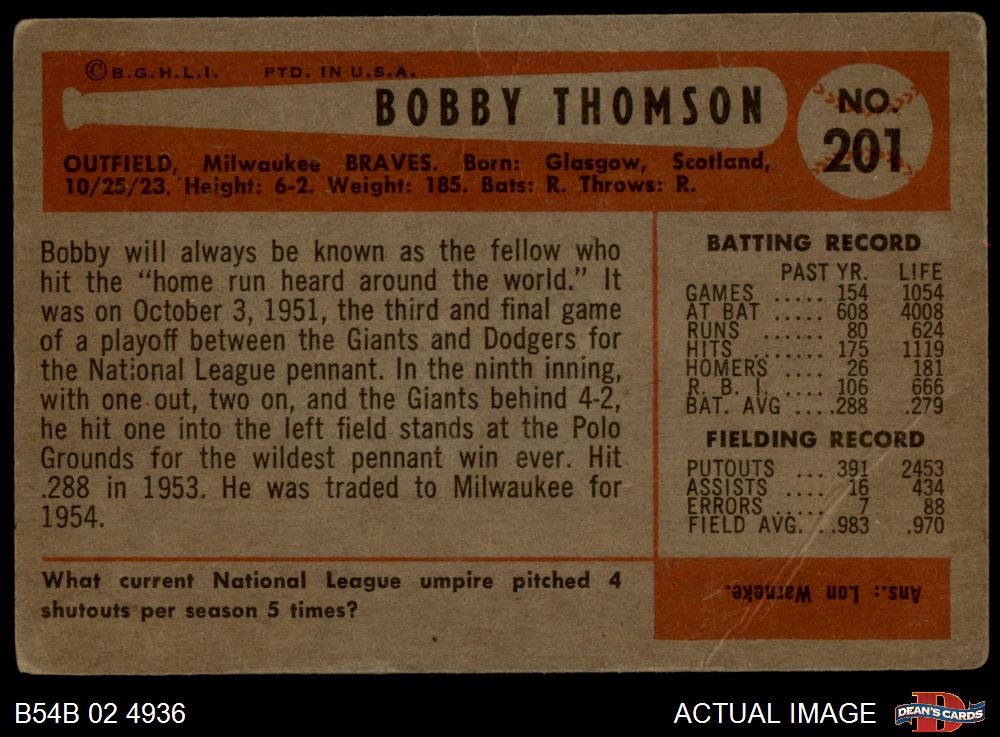 © B.G.H.L.I. PTD. IN U.S.A.
BOBBY THOMSON
NO.
201
OUTFIELD, Milwaukee BRAVES. Born: Glasgow, Scotland,
10/25/23. Height: 6-2. Weight: 185. Bats: R. Throws: R.
Bobby will always be known as the fellow who
hit the "home run heard around the world." It
was on October 3, 1951, the third and final game
of a playoff between the Giants and Dodgers for
the National League pennant. In the ninth inning,
with one out, two on, and the Giants behind 4-2,
he hit one into the left field stands at the Polo
Grounds for the wildest pennant win ever. Hit
.288 in 1953. He was traded to Milwaukee for
1954.
BATTING RECORD
PAST YR. LIFE
GAMES ..... 154 1054
AT BAT ..... 608 4008
RUNS ...... 80 624
HITS ....... 175 1119
HOMERS .... 26 181
R. B. I. .... 106 666
BAT. AVG ....288 .279
FIELDING RECORD
PUTOUTS ... 391 2453
ASSISTS .... 16 434
ERRORS ..... 7 88
FIELD AVG. . .983 .970
What current National League umpire pitched 4
shutouts per season 5 times?
Ans.: Lon Warneke.
B54B 02 4936
ACTUAL IMAGE
DEAN'S CARDS